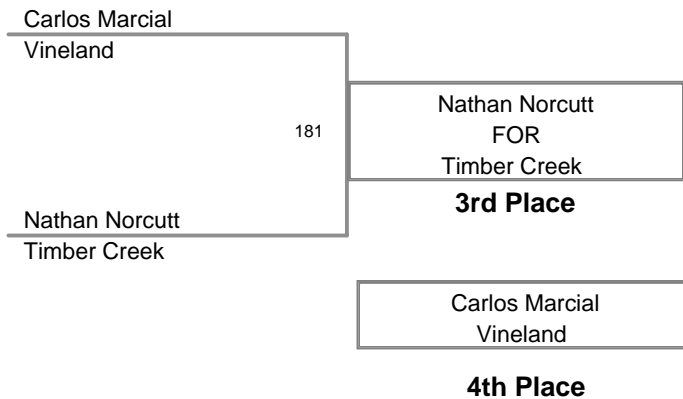 Carlos Marcial
Vineland
181
Nathan Norcutt
FOR
Timber Creek
3rd Place
Nathan Norcutt
Timber Creek
Carlos Marcial
Vineland
4th Place